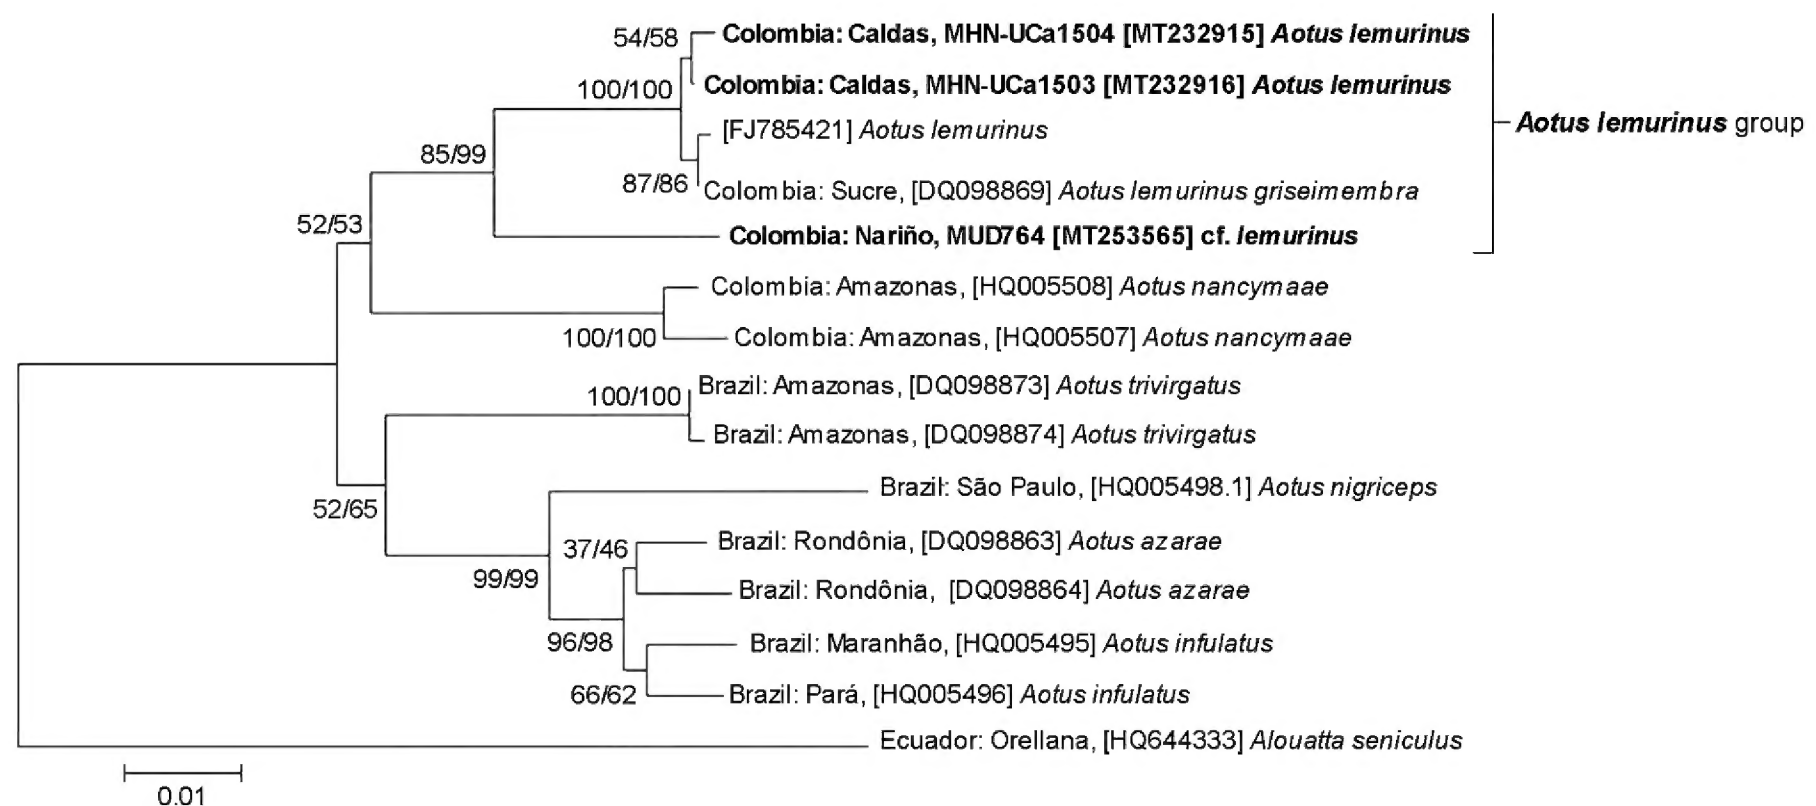 54/58
Colombia: Caldas, MHN-UCa1504 [MT232915] Aotus lemurinus
100/100
Colombia: Caldas, MHN-UCa1503 [MT232916] Aotus lemurinus
Aotus lemurinus group
[FJ785421] Aotus lemurinus
85/99
87/86
Colombia: Sucre, [DQ098869] Aotus lemurinus griseimembra
52/53
Colombia: Nariño, MUD764 [MT253565] cf. lemurinus
Colombia: Amazonas, [HQ005508] Aotus nancymaae
100/100
Colombia: Amazonas, [HQ005507] Aotus nancymaae
100/100
Brazil: Amazonas, [DQ098873] Aotus trivirgatus
Brazil: Amazonas, [DQ098874] Aotus trivirgatus
Brazil: São Paulo, [HQ005498.1] Aotus nigriceps
52/65
37/46
Brazil: Rondônia, [DQ098863] Aotus azarae
99/99
Brazil: Rondônia, [DQ098864] Aotus azarae
96/98
Brazil: Maranhão, [HQ005495] Aotus infulatus
66/62
Brazil: Pará, [HQ005496] Aotus infulatus
Ecuador: Orellana, [HQ644333] Alouatta seniculus
0.01